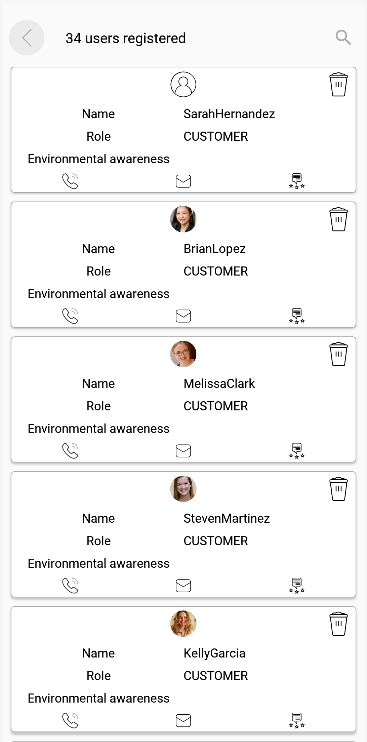 34 users registered
Name SarahHernandez
Role CUSTOMER
Environmental awareness
Name BrianLopez
Role CUSTOMER
Environmental awareness
Name MelissaClark
Role CUSTOMER
Environmental awareness
Name StevenMartinez
Role CUSTOMER
Environmental awareness
Name KellyGarcia
Role CUSTOMER
Environmental awareness